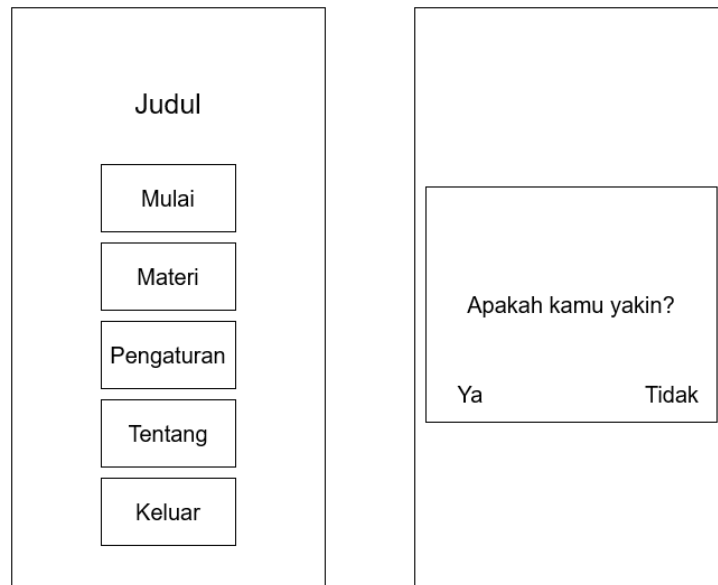 Judul
Mulai
Materi
Pengaturan
Tentang
Keluar
Apakah kamu yakin?
Ya
Tidak